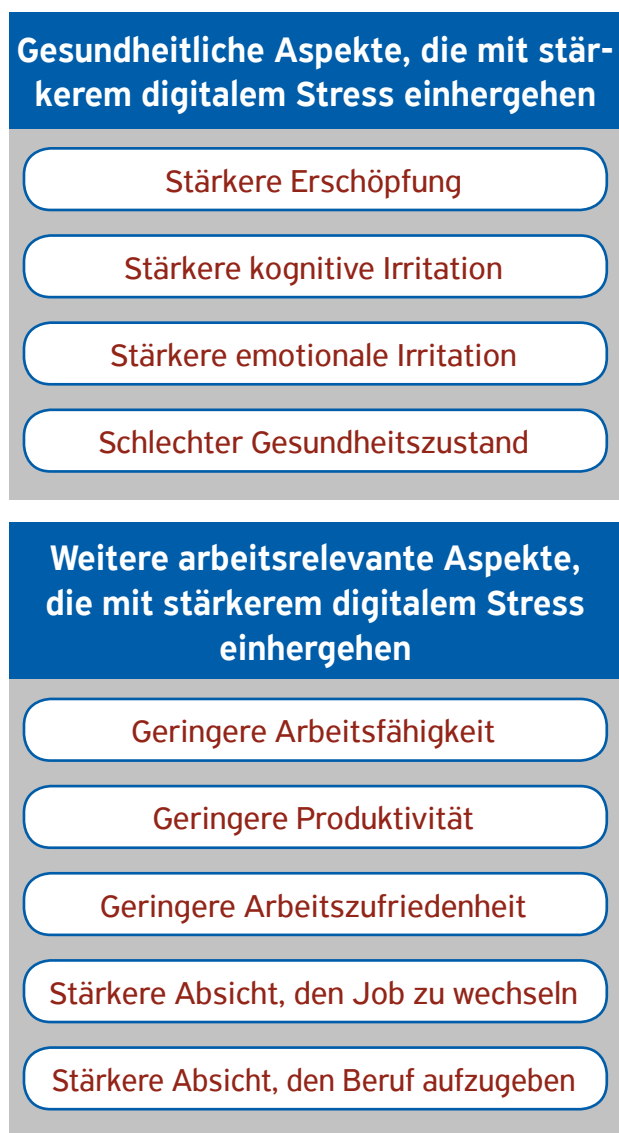 Gesundheitliche Aspekte, die mit stär-
kerem digitalem Stress einhergehen
Stärkere Erschöpfung
Stärkere kognitive Irritation
Stärkere emotionale Irritation
Schlechter Gesundheitszustand
Weitere arbeitsrelevante Aspekte,
die mit stärkerem digitalem Stress
einhergehen
Geringere Arbeitsfähigkeit
Geringere Produktivität
Geringere Arbeitszufriedenheit
Stärkere Absicht, den Job zu wechseln
Stärkere Absicht, den Beruf aufzugeben